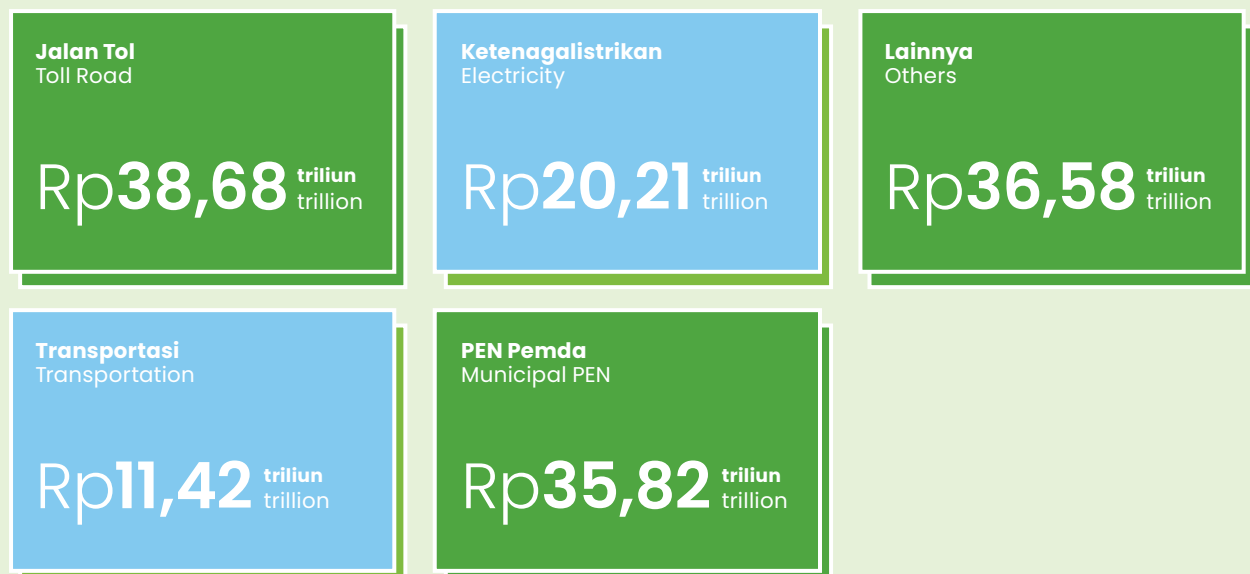 Jalan Tol
Toll Road
Rp38,68 triliun
trillion
Ketenagalistrikan
Electricity
Rp20,21 triliun
trillion
Lainnya
Others
Rp36,58 triliun
trillion
Transportasi
Transportation
Rp11,42 triliun
trillion
PEN Pemda
Municipal PEN
Rp35,82 triliun
trillion